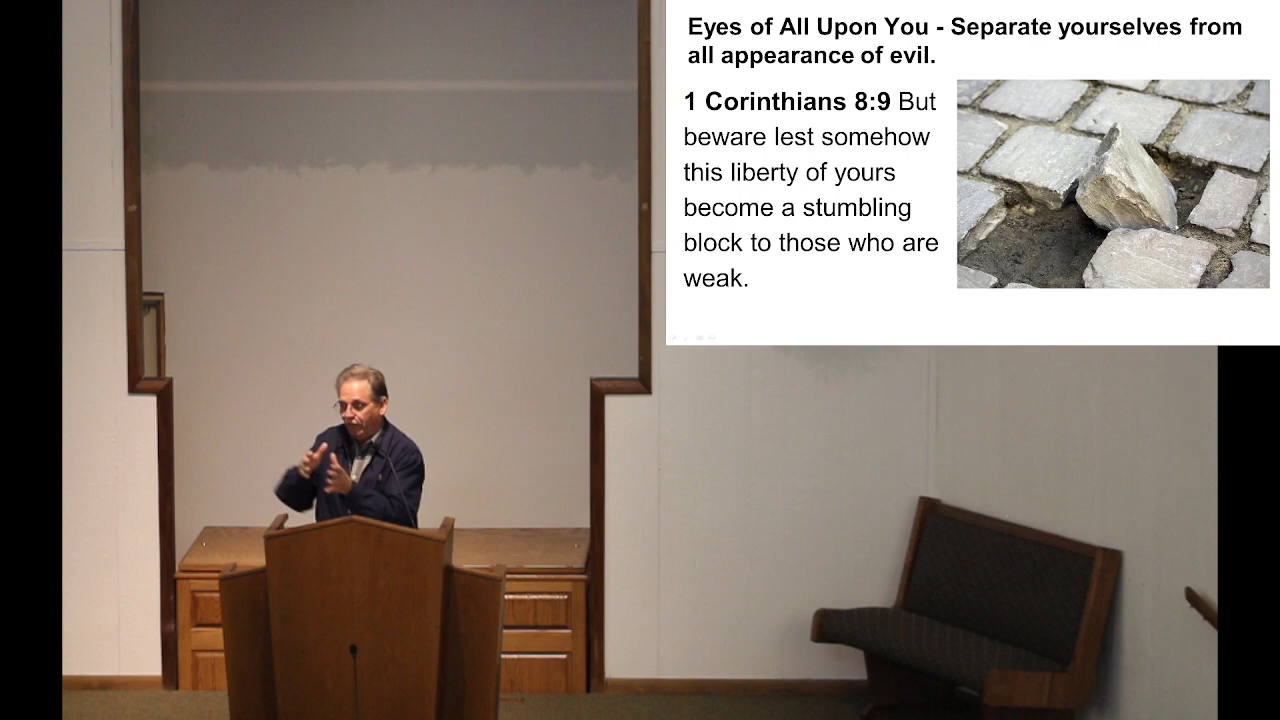 Eyes of All Upon You - Separate yourselves from
all appearance of evil.
1 Corinthians 8:9 But
beware lest somehow
this liberty of yours
become a stumbling
block to those who are
weak.